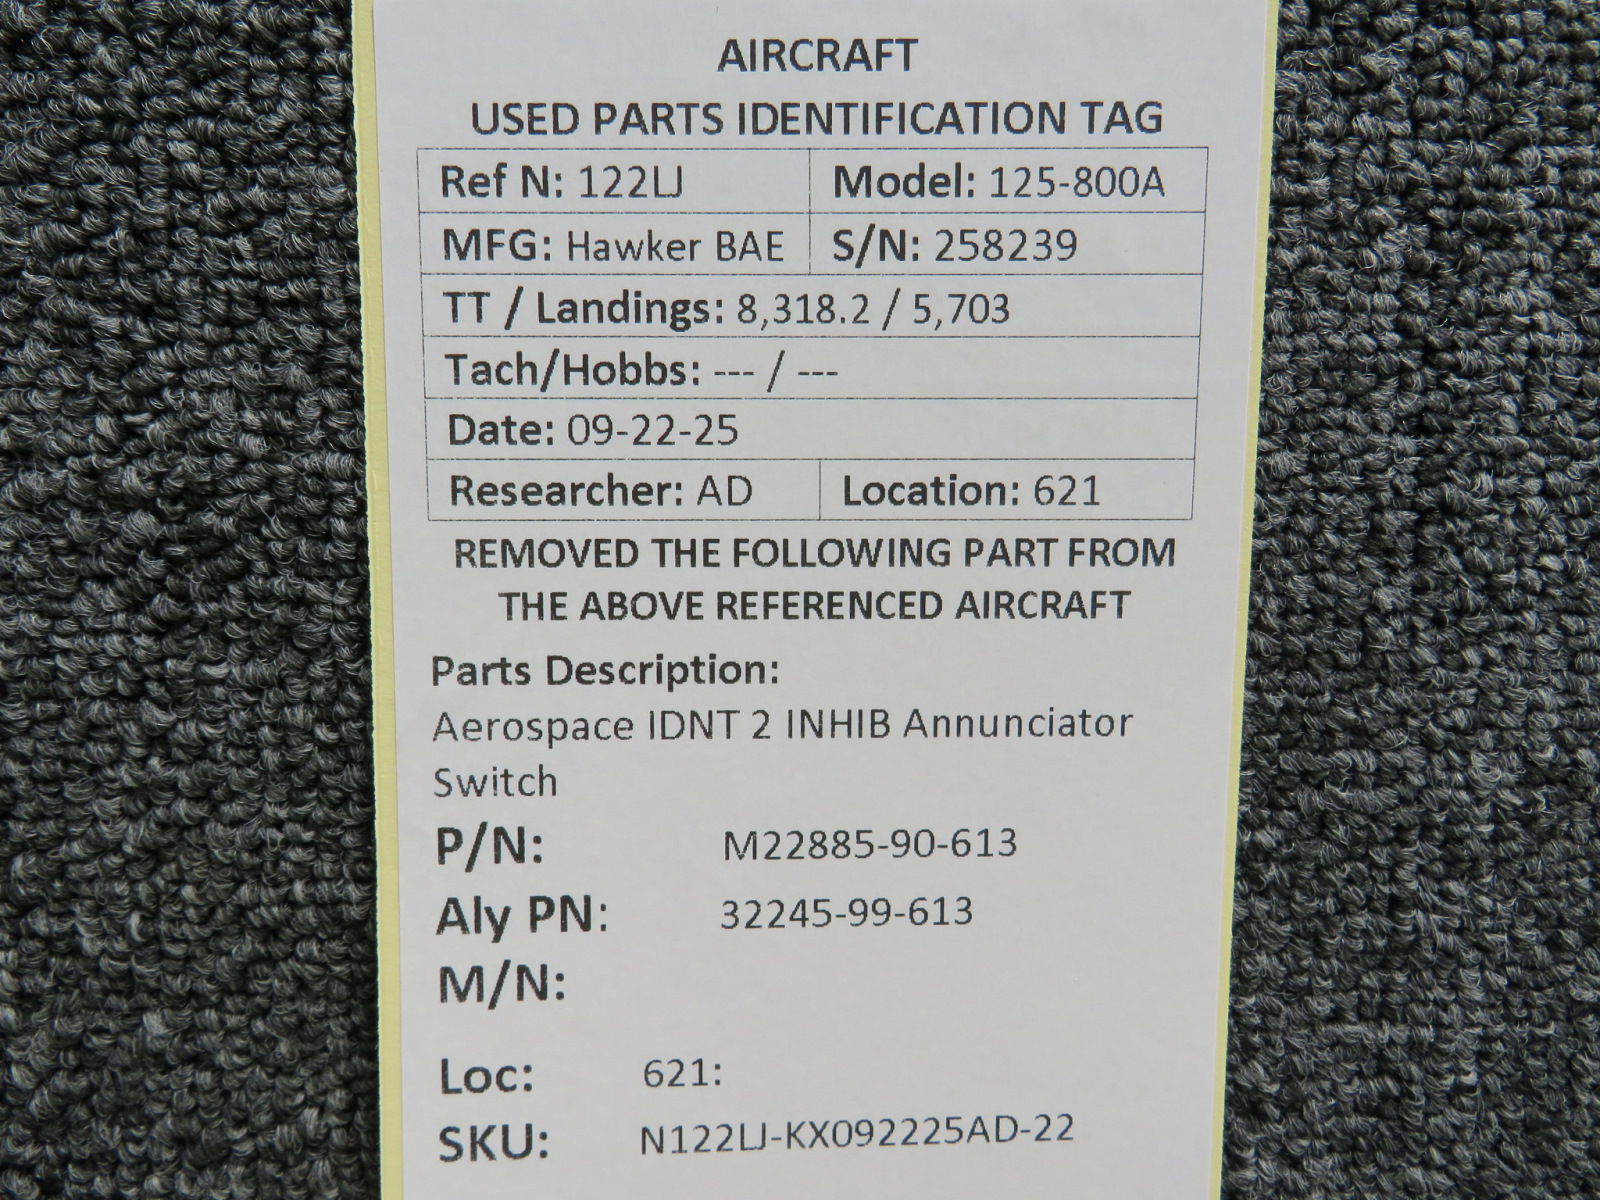 AIRCRAFT
USED PARTS IDENTIFICATION TAG
Ref N: 122LJ Model: 125-800A
MFG: Hawker BAE S/N: 258239
TT / Landings: 8,318.2 / 5,703
Tach/Hobbs: --- / ---
Date: 09-22-25
Researcher: AD Location: 621
REMOVED THE FOLLOWING PART FROM
THE ABOVE REFERENCED AIRCRAFT
Parts Description:
Aerospace IDNT 2 INHIB Annunciator
Switch
P/N: M22885-90-613
Aly PN: 32245-99-613
M/N:
Loc: 621:
SKU: N122LJ-KX092225AD-22